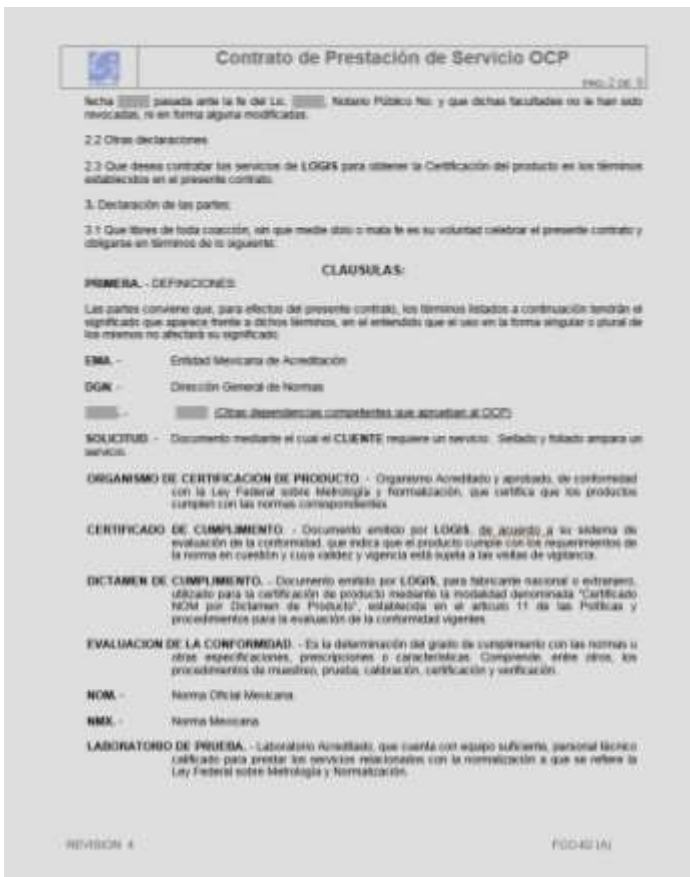 Contrato de Prestación de Servicio OCP
PAG. 2 DE 9
fecha pasada ante la fe del Lic. , Notario Público No. y que dichas facultades no le han sido
revocadas, ni en forma alguna modificadas.
2.2 Otras declaraciones
2.3 Que desea contratar los servicios de LOGIS para obtener la Certificación del producto en los términos
establecidos en el presente contrato.
3. Declaración de las partes:
3.1 Que libres de toda coacción, sin que medie dolo o mala fe es su voluntad celebrar el presente contrato y
obligarse en términos de lo siguiente:
CLAUSULAS:
PRIMERA. - DEFINICIONES:
Las partes conviene que, para efectos del presente contrato, los términos listados a continuación tendrán el
significado que aparece frente a dichos términos, en el entendido que el uso en la forma singular o plural de
los mismos no afectará su significado.
EMA. - Entidad Mexicana de Acreditación
DGN. - Dirección General de Normas
.- (Otras dependencias competentes que aprueban al OCP)
SOLICITUD. - Documento mediante el cual el CLIENTE requiere un servicio. Sellado y foliado ampara un
servicio.
ORGANISMO DE CERTIFICACION DE PRODUCTO. - Organismo Acreditado y aprobado, de conformidad
con la Ley Federal sobre Metrología y Normalización, que certifica que los productos
cumplen con las normas correspondientes.
CERTIFICADO DE CUMPLIMIENTO. - Documento emitido por LOGIS, de acuerdo a su sistema de
evaluación de la conformidad, que indica que el producto cumple con los requerimientos de
la norma en cuestión y cuya validez y vigencia está sujeta a las visitas de vigilancia.
DICTAMEN DE CUMPLIMIENTO. - Documento emitido por LOGIS, para fabricante nacional o extranjero,
utilizado para la certificación de producto mediante la modalidad denominada "Certificado
NOM por Dictamen de Producto", establecida en el artículo 11 de las Políticas y
procedimientos para la evaluación de la conformidad vigentes.
EVALUACION DE LA CONFORMIDAD. - Es la determinación del grado de cumplimiento con las normas u
otras especificaciones, prescripciones o características. Comprende, entre otros, los
procedimientos de muestreo, prueba, calibración, certificación y verificación.
NOM. - Norma Oficial Mexicana.
NMX. - Norma Mexicana.
LABORATORIO DE PRUEBA. - Laboratorio Acreditado, que cuenta con equipo suficiente, personal técnico
calificado para prestar los servicios relacionados con la normalización a que se refiere la
Ley Federal sobre Metrología y Normalización.
REVISION 4
FCO-02 (A)